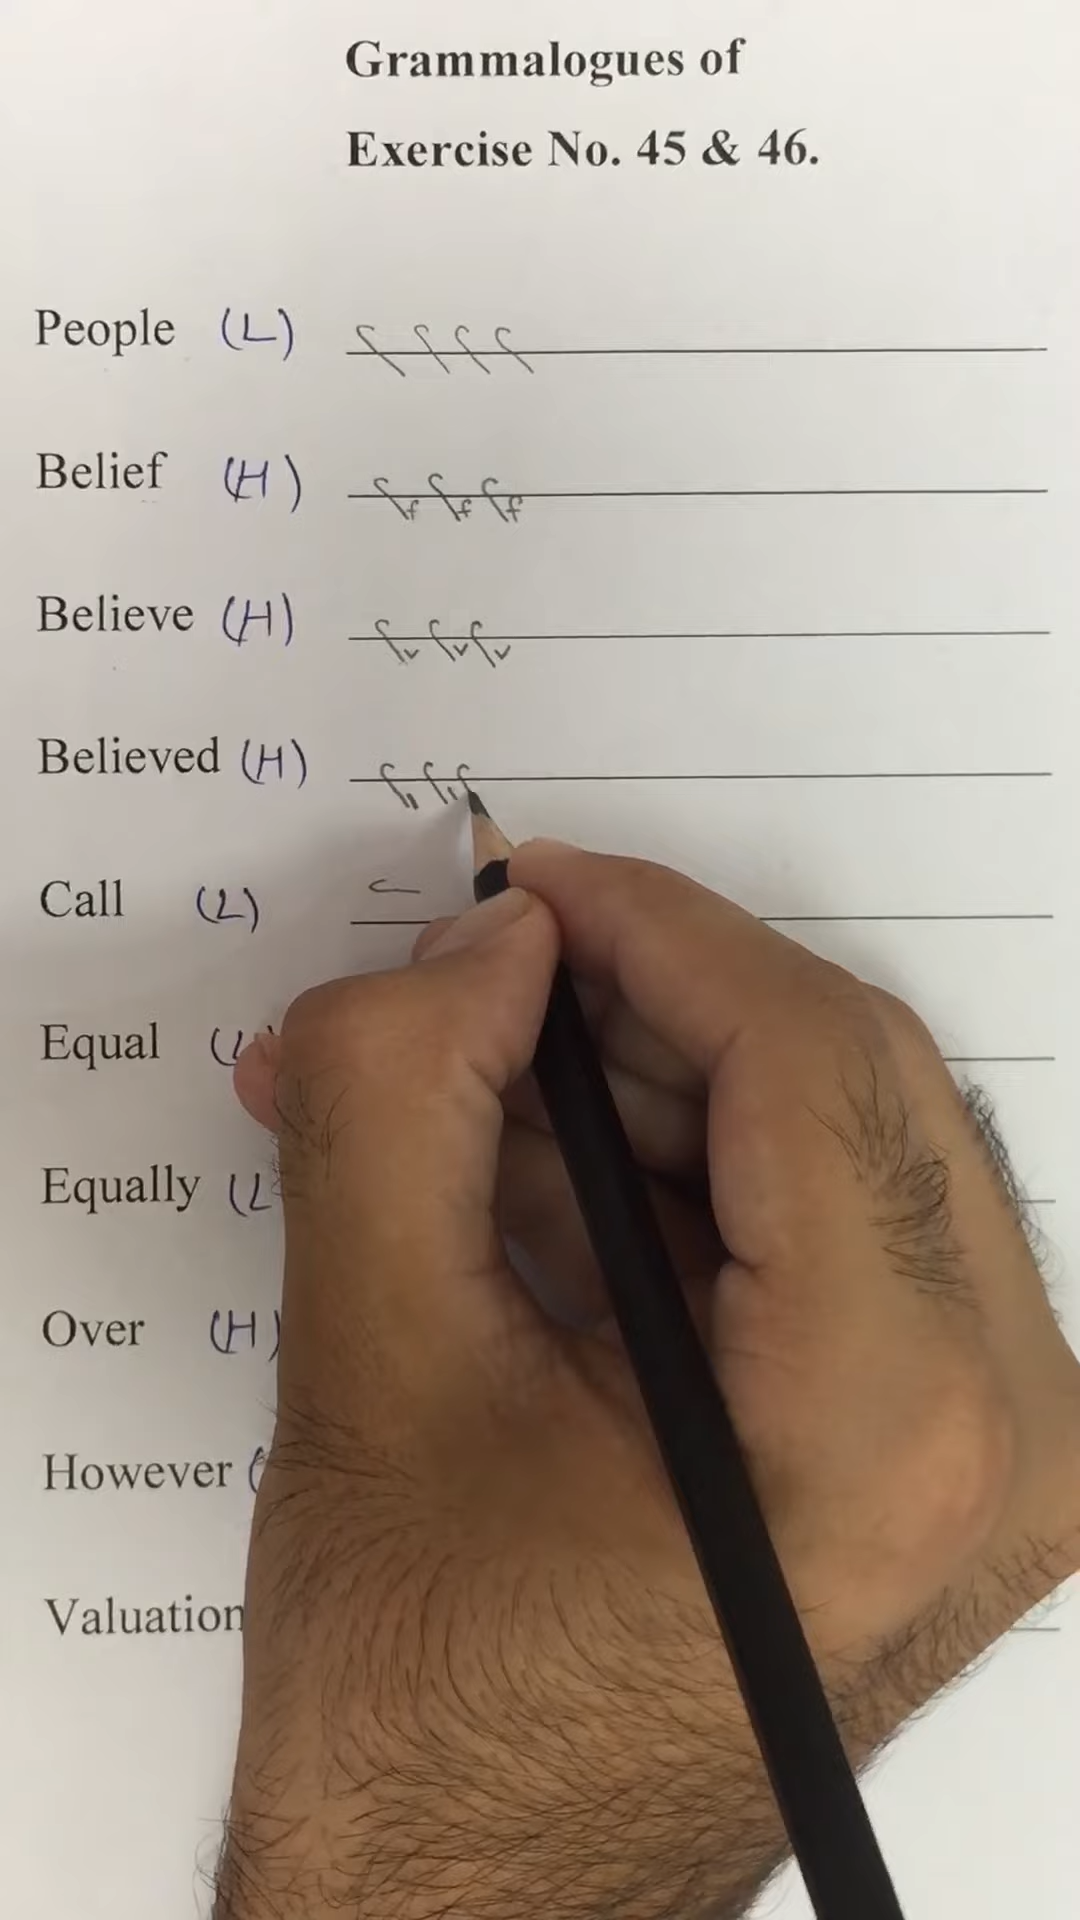 Grammalogues of
Exercise No. 45 & 46.
People (L)
Belief (H)
Believe (H)
Believed (H)
Call (L)
Equal (L)
Equally (L
Over (H)
However (
Valuation